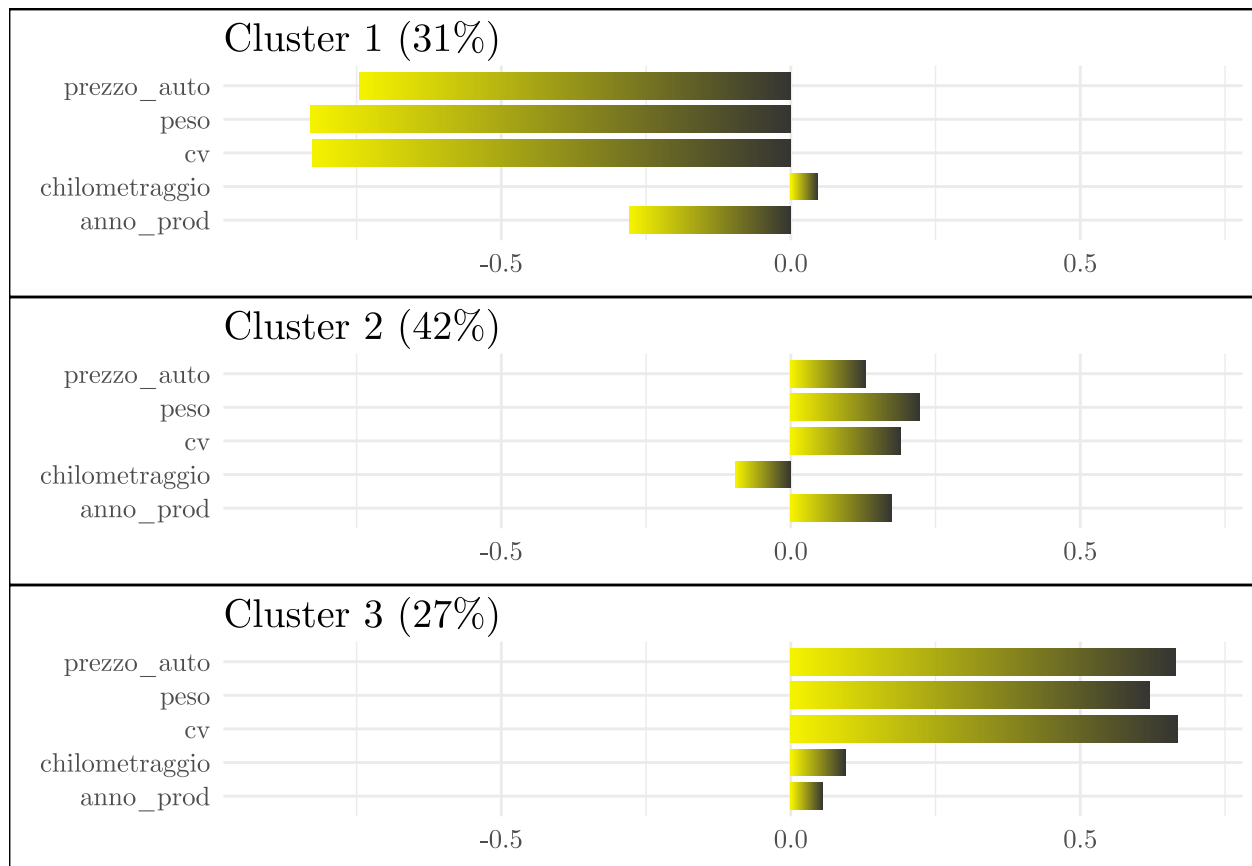 Cluster 1 (31%)
prezzo_auto
peso
cv
chilometraggio
anno_prod
-0.5 0.0 0.5
Cluster 2 (42%)
prezzo_auto
peso
cv
chilometraggio
anno_prod
-0.5 0.0 0.5
Cluster 3 (27%)
prezzo_auto
peso
cv
chilometraggio
anno_prod
-0.5 0.0 0.5